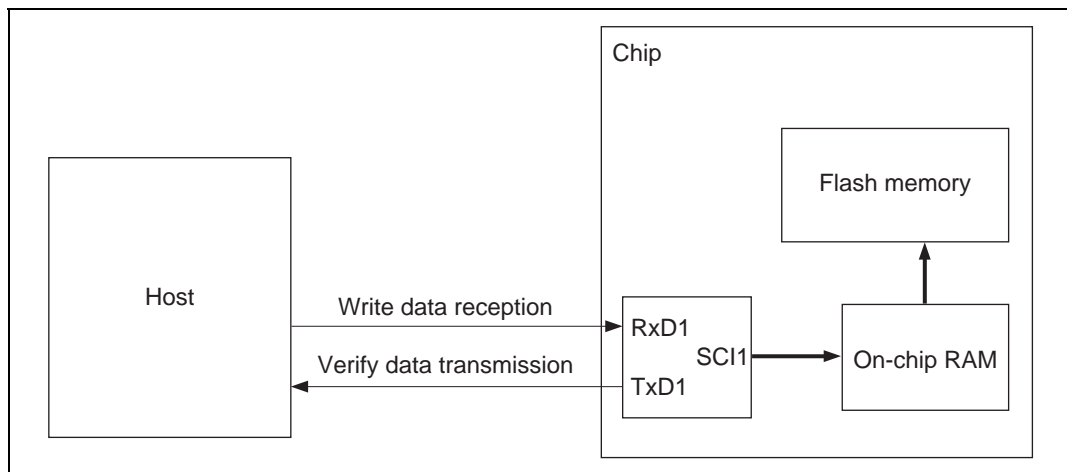 Chip
Flash memory
Host
Write data reception
RxD1
SCI1
On-chip RAM
Verify data transmission
TxD1